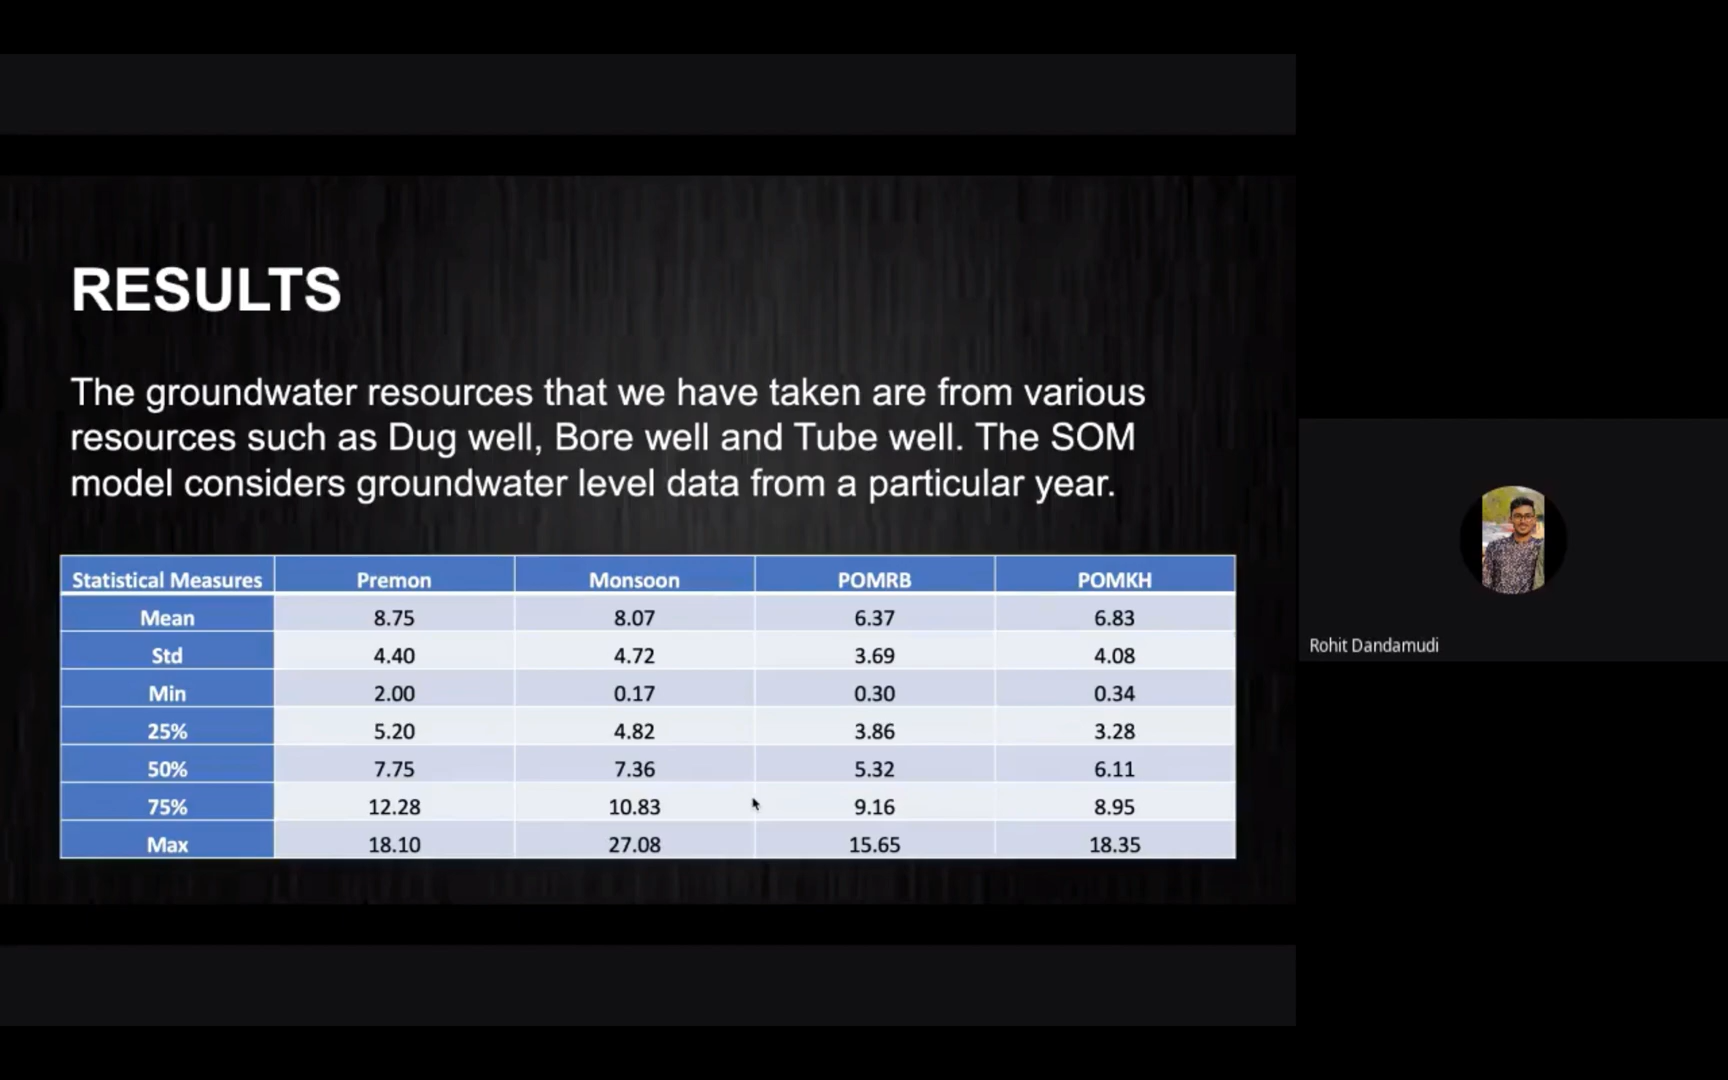 RESULTS
The groundwater resources that we have taken are from various
resources such as Dug well, Bore well and Tube well. The SOM
model considers groundwater level data from a particular year.
Statistical Measures Premon Monsoon POMRB POMKH
Mean 8.75 8.07 6.37 6.83
Std 4.40 4.72 3.69 4.08
Min 2.00 0.17 0.30 0.34
25% 5.20 4.82 3.86 3.28
50% 7.75 7.36 5.32 6.11
75% 12.28 10.83 9.16 8.95
Max 18.10 27.08 15.65 18.35
Rohit Dandamudi